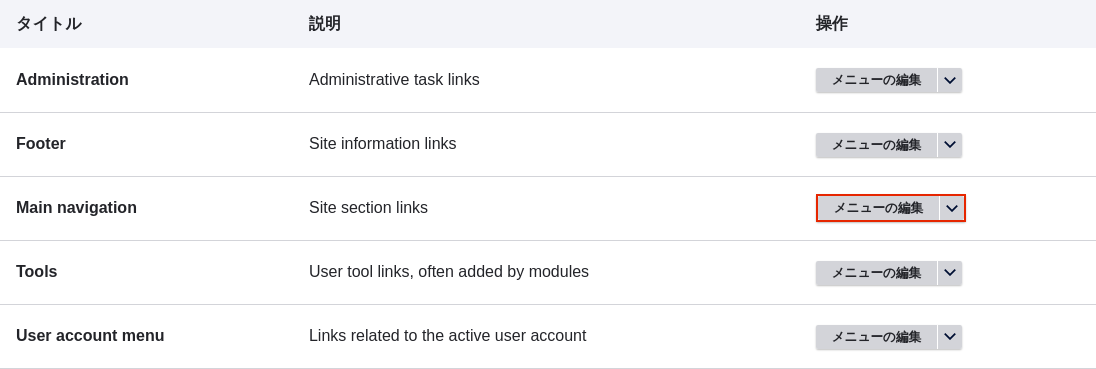 タイトル 説明 操作
Administration Administrative task links メニューの編集
Footer Site information links メニューの編集
Main navigation Site section links メニューの編集
Tools User tool links, often added by modules メニューの編集
User account menu Links related to the active user account メニューの編集